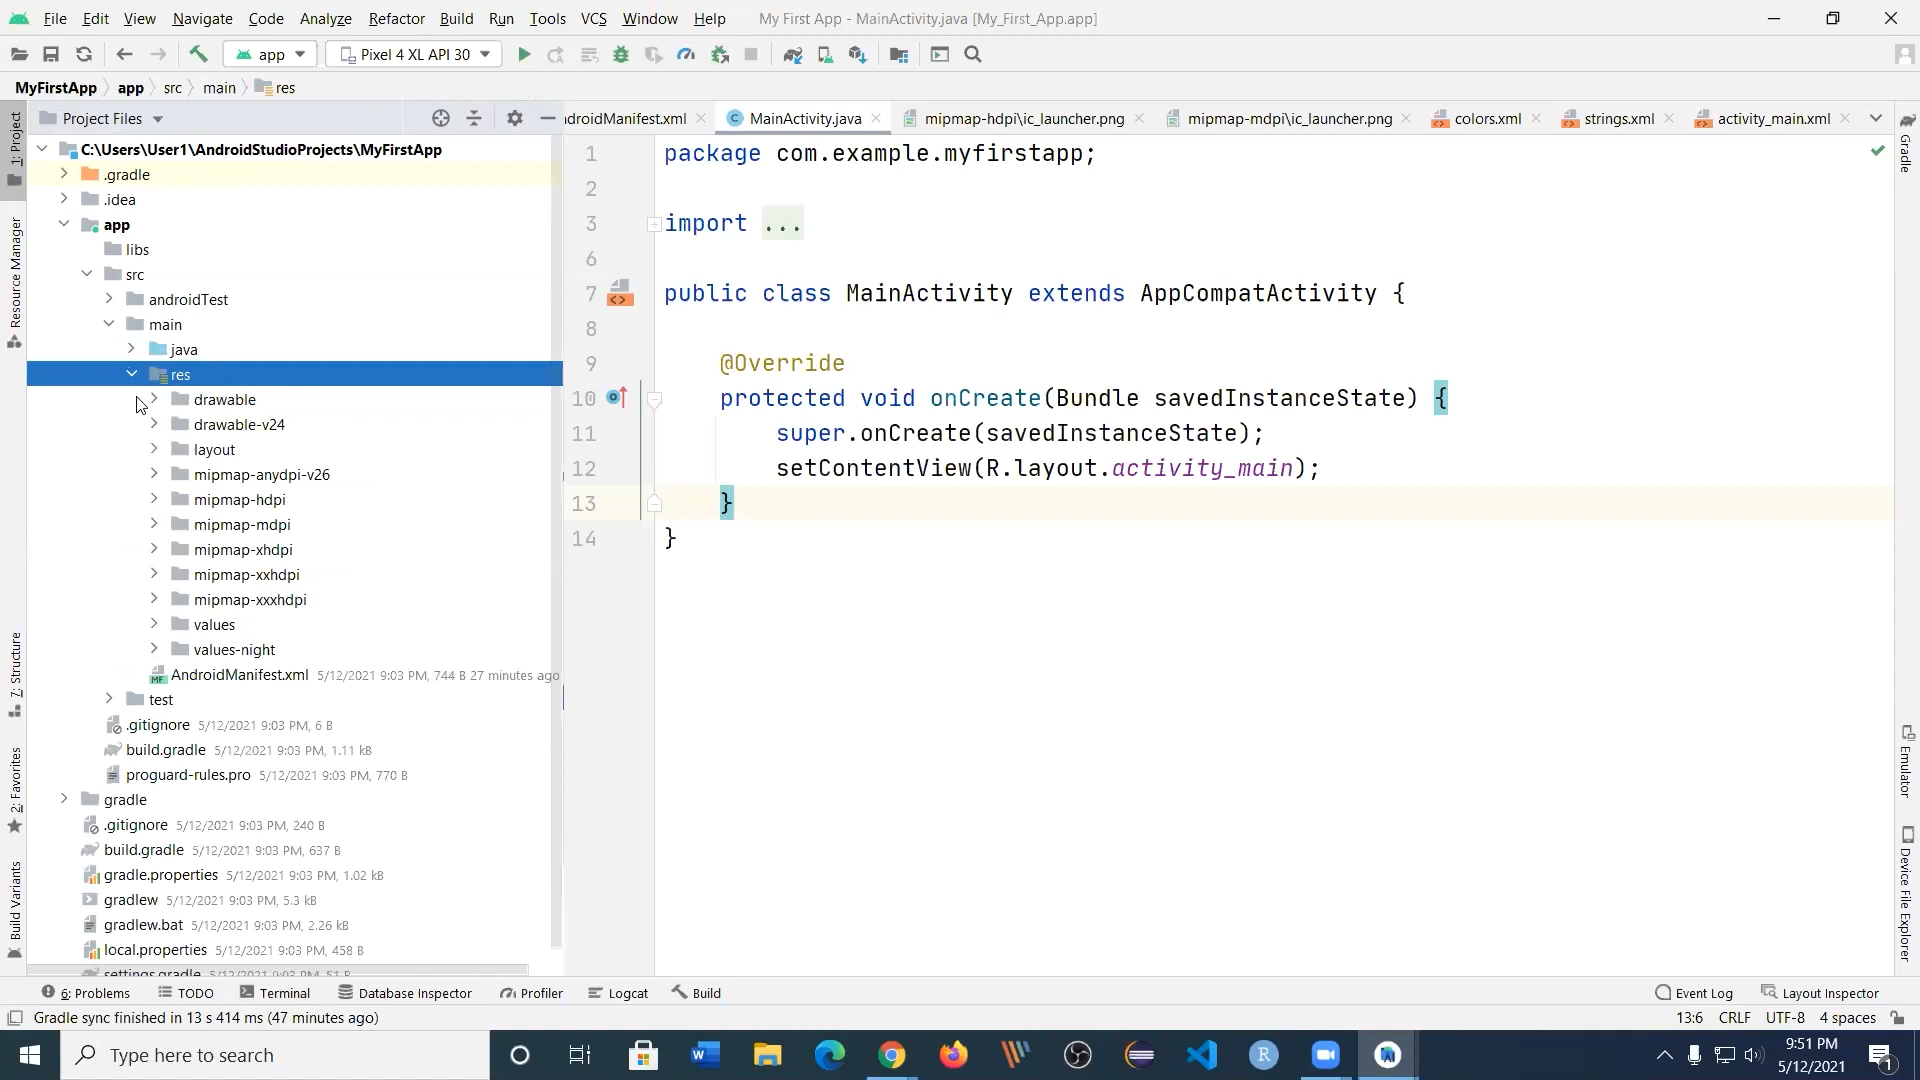 File Edit View Navigate Code Analyze Refactor Build Run Tools VCS Window Help My First App - MainActivity.java [My_First_App.app]
app Pixel 4 XL API 30
MyFirstApp app src main res
Project Files
droidManifest.xml MainActivity.java mipmap-hdpi\ic_launcher.png mipmap-mdpi\ic_launcher.png colors.xml strings.xml activity_main.xml
1: Project
Resource Manager
7: Structure
2: Favorites
Build Variants
C:\Users\User1\AndroidStudioProjects\MyFirstApp
.gradle
.idea
app
libs
src
androidTest
main
java
res
drawable
drawable-v24
layout
mipmap-anydpi-v26
mipmap-hdpi
mipmap-mdpi
mipmap-xhdpi
mipmap-xxhdpi
mipmap-xxxhdpi
values
values-night
AndroidManifest.xml 5/12/2021 9:03 PM, 744 B 27 minutes ago
test
.gitignore 5/12/2021 9:03 PM, 6 B
build.gradle 5/12/2021 9:03 PM, 1.11 kB
proguard-rules.pro 5/12/2021 9:03 PM, 770 B
gradle
.gitignore 5/12/2021 9:03 PM, 240 B
build.gradle 5/12/2021 9:03 PM, 637 B
gradle.properties 5/12/2021 9:03 PM, 1.02 kB
gradlew 5/12/2021 9:03 PM, 5.3 kB
gradlew.bat 5/12/2021 9:03 PM, 2.26 kB
local.properties 5/12/2021 9:03 PM, 458 B
settings.gradle 5/12/2021 9:03 PM, 51 B
1 package com.example.myfirstapp;
2
3 import ...
6
7 public class MainActivity extends AppCompatActivity {
8
9 @Override
10 protected void onCreate(Bundle savedInstanceState) {
11 super.onCreate(savedInstanceState);
12 setContentView(R.layout.activity_main);
13 }
14 }
Gradle
Emulator
Device File Explorer
6: Problems TODO Terminal Database Inspector Profiler Logcat Build Event Log Layout Inspector
Gradle sync finished in 13 s 414 ms (47 minutes ago) 13:6 CRLF UTF-8 4 spaces
Type here to search
9:51 PM
5/12/2021
1